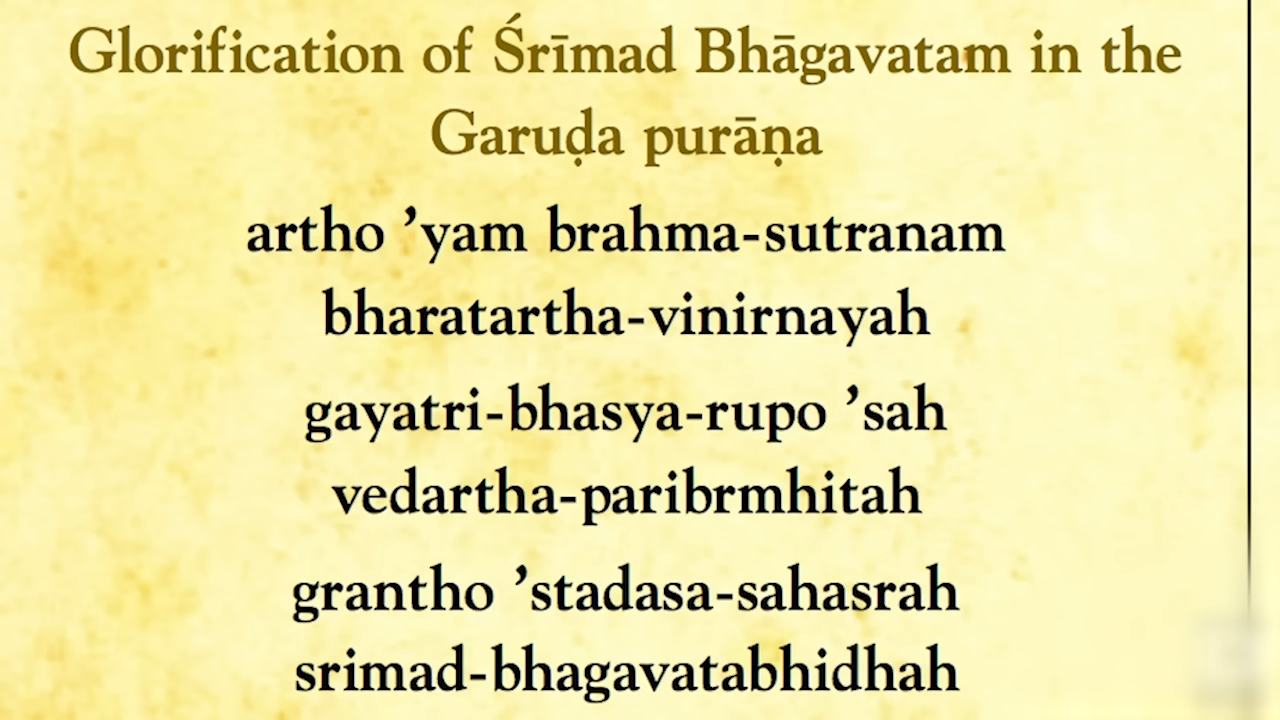 Glorification of Śrīmad Bhāgavatam in the
Garuḍa purāṇa
artho ’yam brahma-sutranam
bharatartha-vinirnayah
gayatri-bhasya-rupo ’sah
vedartha-paribrmhitah
grantho ’stadasa-sahasrah
srimad-bhagavatabhidhah